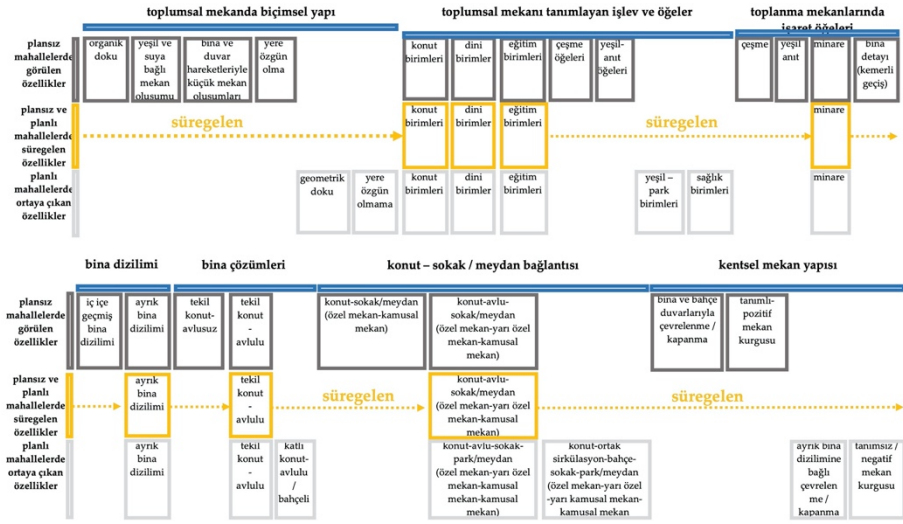 toplumsal mekanda biçimsel yapı
toplumsal mekanı tanımlayan işlev ve öğeler
toplanma mekanlarında
işaret öğeleri
plansız
mahallelerde
görülen
özellikler
organik
doku
yeşil ve
suya
bağlı
mekan
oluşumu
bina ve
duvar
hareketleriyle
küçük mekan
oluşumları
yere
özgün
olma
konut
birimleri
dini
birimleri
eğitim
birimleri
çeşme
öğeleri
yeşil-
anıt
öğeleri
çeşme
yeşil
anıt
minare
bina
detayı
(kemerli
geçiş)
plansız ve
planlı
mahallelerde
süregelen
özellikler
süregelen
konut
birimleri
dini
birimler
eğitim
birimleri
süregelen
minare
planlı
mahallelerde
ortaya çıkan
özellikler
geometrik
doku
yere
özgün
olmama
konut
birimleri
dini
birimler
eğitim
birimleri
yeşil –
park
birimleri
sağlık
birimleri
minare
bina dizilimi
bina çözümleri
konut – sokak / meydan bağlantısı
kentsel mekan yapısı
plansız
mahallelerde
görülen
özellikler
iç içe
geçmiş
bina
dizilimi
ayrık
bina
dizilimi
tekil
konut-
avlusuz
tekil
konut
-
avlulu
konut-sokak/meydan
(özel mekan-kamusal
mekan)
konut-avlu-
sokak/meydan
(özel mekan-yarı özel
mekan-kamusal
mekan)
bina ve bahçe
duvarlarıyla
çevrelenme /
kapanma
tanımlı-
pozitif
mekan
kurgusu
plansız ve
planlı
mahallelerde
süregelen
özellikler
ayrık
bina
dizilimi
tekil
konut
-
avlulu
süregelen
konut-avlu-
sokak/meydan
(özel mekan-yarı özel
mekan-kamusal
mekan)
süregelen
planlı
mahallelerde
ortaya çıkan
özellikler
ayrık
bina
dizilimi
tekil
konut
-
avlulu
katlı
konut-
avlulu
/
bahçeli
konut-avlu-sokak-
park/meydan
(özel mekan-yarı özel
mekan-kamusal
mekan-kamusal
mekan)
konut-ortak
sirkülasyon-bahçe-
sokak-park/meydan
(özel mekan-yarı özel
-yarı kamusal mekan-
kamusal mekan
ayrık bina
dizilimine
bağlı
çevrelen
me /
kapanma
tanımsız /
negatif
mekan
kurgusu